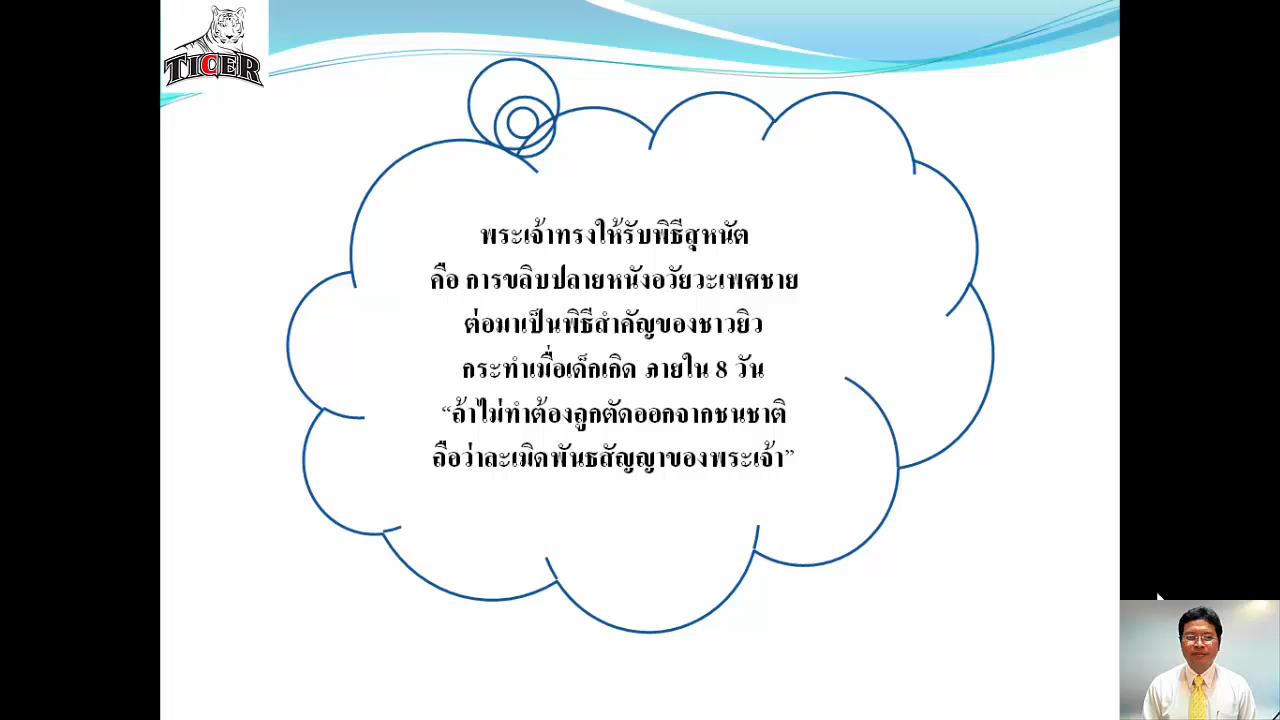 TICER
พระเจ้าทรงให้รับพิธีสุหนัต
คือ การขลิบปลายหนังอวัยวะเพศชาย
ต่อมาเป็นพิธีสำคัญของชาวยิว
กระทำเมื่อเด็กเกิด ภายใน 8 วัน
“ถ้าไม่ทำต้องถูกตัดออกจากชนชาติ
ถือว่าละเมิดพันธสัญญาของพระเจ้า”